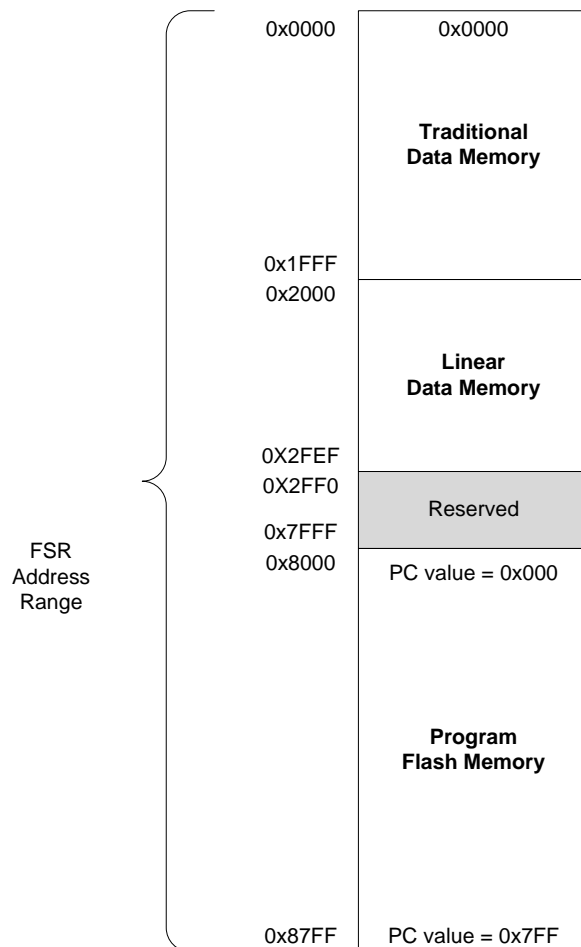 0x0000
0x0000
Traditional
Data Memory
0x1FFF
0x2000
Linear
Data Memory
0X2FEF
0X2FF0
Reserved
0x7FFF
FSR
Address
Range
0x8000
PC value = 0x000
Program
Flash Memory
0x87FF
PC value = 0x7FF